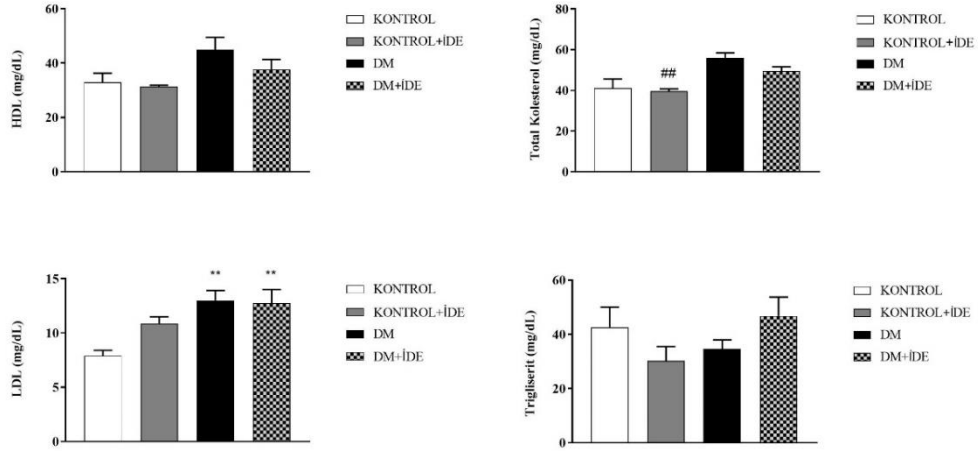 HDL (mg/dL)
60
40
20
0
KONTROL
KONTROL+İDE
DM
DM+İDE
Total Kolesterol (mg/dL)
80
60
40
20
0
##
KONTROL
KONTROL+İDE
DM
DM+İDE
LDL (mg/dL)
15
10
5
0
**
**
KONTROL
KONTROL+İDE
DM
DM+İDE
Trigliserit (mg/dL)
60
40
20
0
KONTROL
KONTROL+İDE
DM
DM+İDE